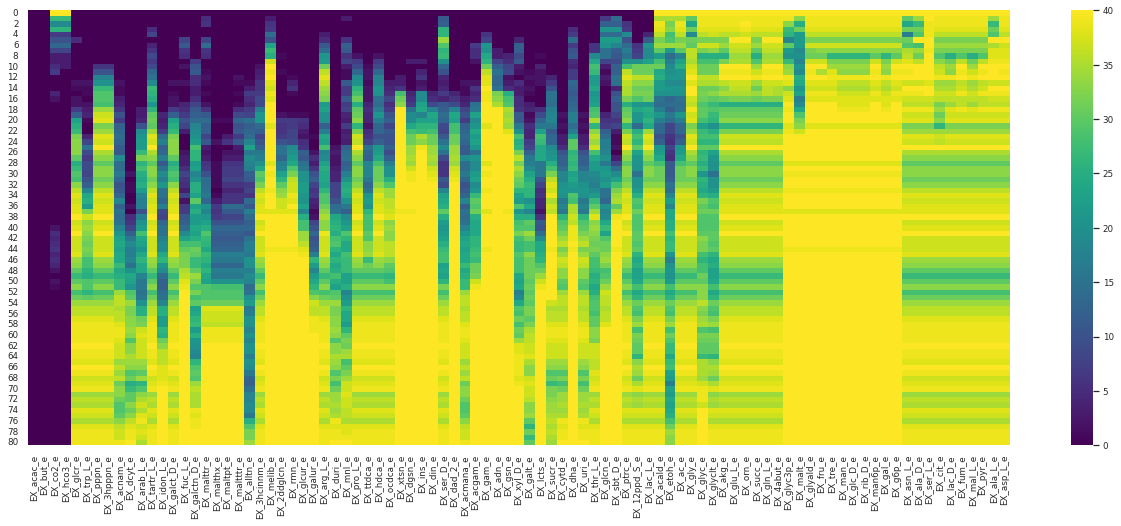 0
2
4
6
8
10
12
14
16
18
20
22
24
26
28
30
32
34
36
38
40
42
44
46
48
50
52
54
56
58
60
62
64
66
68
70
72
74
76
78
80
EX_acac_e
EX_but_e
EX_co2_e
EX_hco3_e
EX_glcr_e
EX_trp_L_e
EX_pppn_e
EX_3hpppn_e
EX_acnam_e
EX_dcyt_e
EX_arab_L_e
EX_tartr_L_e
EX_idon_L_e
EX_galct_D_e
EX_fuc_L_e
EX_galctn_D_e
EX_malttr_e
EX_malthx_e
EX_maltpt_e
EX_maltttr_e
EX_alltn_e
EX_3hcinnm_e
EX_melib_e
EX_2ddglcn_e
EX_rmn_e
EX_glcur_e
EX_galur_e
EX_arg_L_e
EX_duri_e
EX_mnl_e
EX_pro_L_e
EX_ttdca_e
EX_hdca_e
EX_ocdca_e
EX_xtsn_e
EX_dgsn_e
EX_ins_e
EX_din_e
EX_ser_D_e
EX_dad_2_e
EX_acmana_e
EX_acgam_e
EX_gam_e
EX_adn_e
EX_gsn_e
EX_xyl_D_e
EX_galt_e
EX_lcts_e
EX_sucr_e
EX_cytd_e
EX_dha_e
EX_uri_e
EX_thr_L_e
EX_glcn_e
EX_sbt_D_e
EX_ptrc_e
EX_12ppd_S_e
EX_lac_L_e
EX_acald_e
EX_etoh_e
EX_ac_e
EX_gly_e
EX_glyc_e
EX_glyclt_e
EX_akg_e
EX_glu_L_e
EX_orn_e
EX_succ_e
EX_gln_L_e
EX_4abut_e
EX_glyc3p_e
EX_malt_e
EX_glyald_e
EX_fru_e
EX_tre_e
EX_man_e
EX_glc_D_e
EX_rib_D_e
EX_man6p_e
EX_gal_e
EX_g6p_e
EX_asn_L_e
EX_ala_D_e
EX_ser_L_e
EX_cit_e
EX_lac_D_e
EX_fum_e
EX_mal_L_e
EX_pyr_e
EX_ala_L_e
EX_asp_L_e
40
35
30
25
20
15
10
5
0